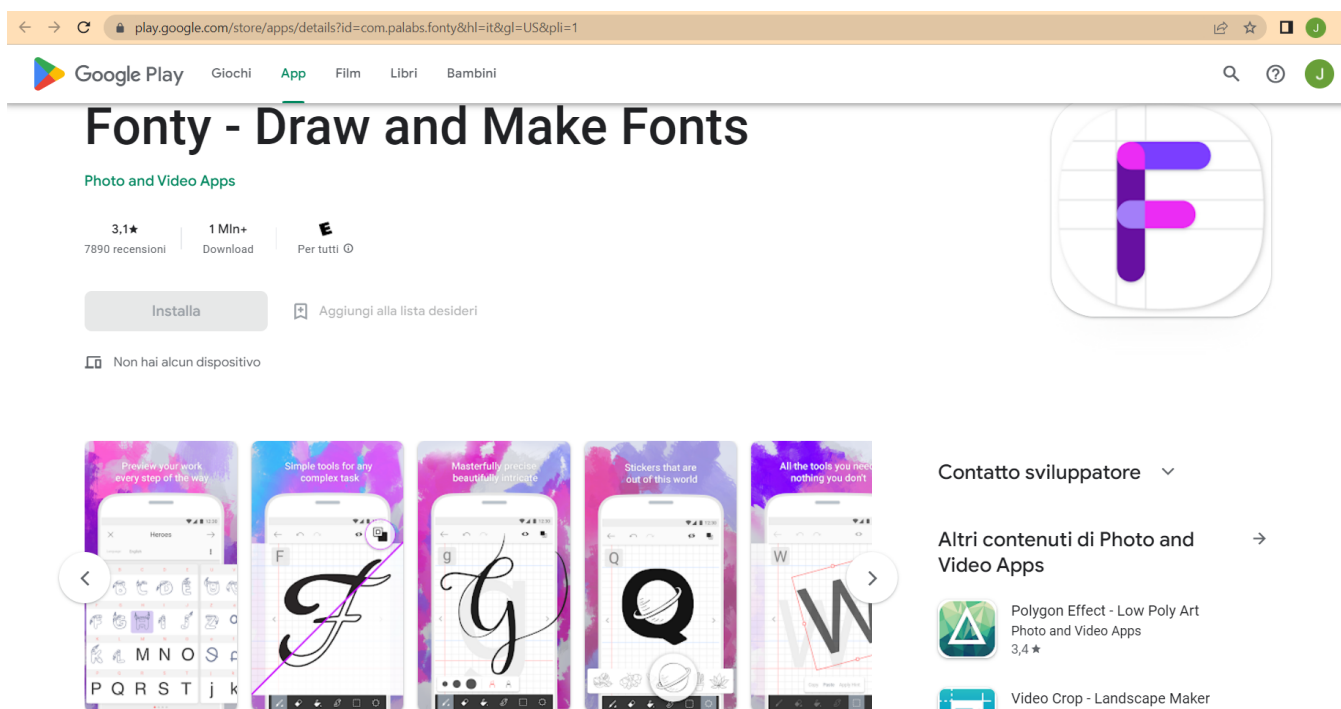 play.google.com/store/apps/details?id=com.palabs.fonty&hl=it&gl=US&pli=1
J
Google Play
Giochi
App
Film
Libri
Bambini
J
Fonty - Draw and Make Fonts
Photo and Video Apps
3,1★
1 Mln+
E
7890 recensioni
Download
Per tutti
Installa
Aggiungi alla lista desideri
Non hai alcun dispositivo
Preview your work
every step of the way
Heroes
English
M N O
P Q R S T j k
Simple tools for any
complex task
F
F
Masterfully precise,
beautifully intricate
g
Stickers that are
out of this world
Q
Q
All the tools you need
nothing you don't
W
W
Contatto sviluppatore
Altri contenuti di Photo and
Video Apps
Polygon Effect - Low Poly Art
Photo and Video Apps
3,4 ★
Video Crop - Landscape Maker